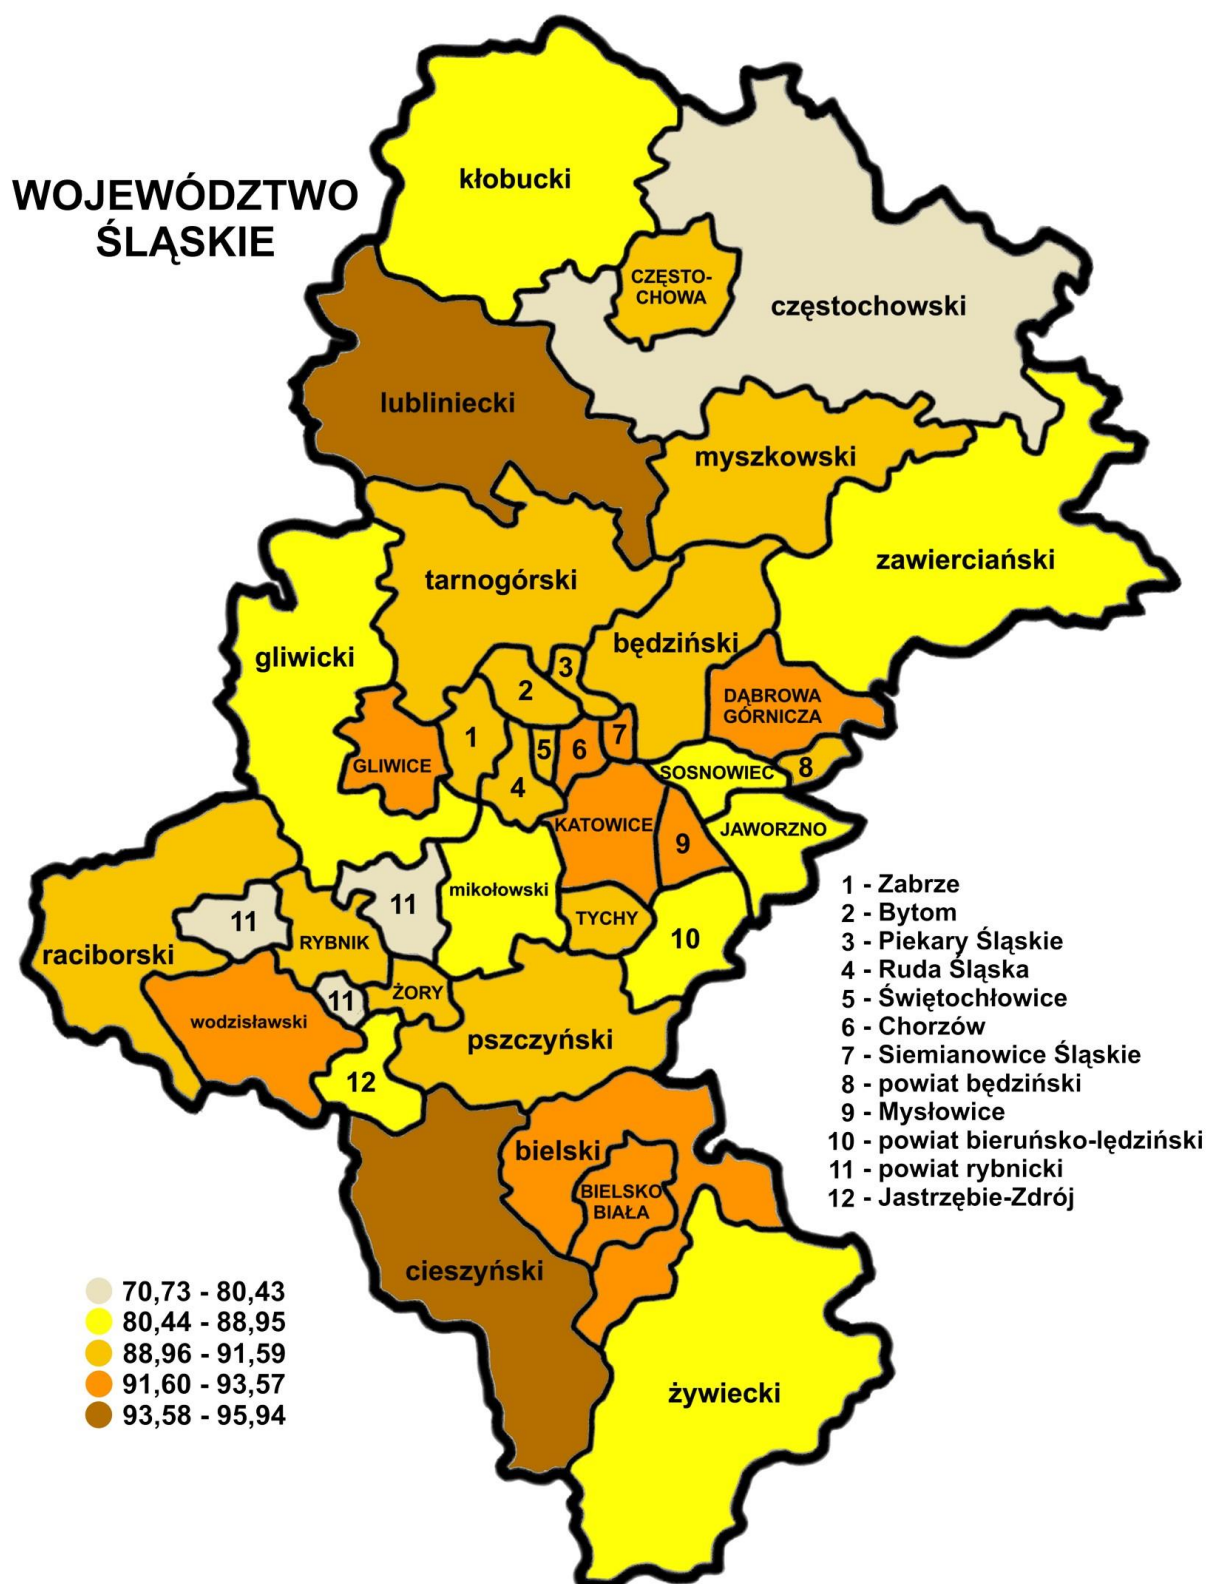 WOJEWÓDZTWO
ŚLĄSKIE
kłobucki
CZĘSTO-
CHOWA
częstochowski
lubliniecki
myszkowski
zawierciański
tarnogórski
będziński
gliwicki
3
2
DĄBROWA
GÓRNICZA
1
7
5
6
GLIWICE
SOSNOWIEC
8
4
KATOWICE
JAWORZNO
9
mikołowski
11
11
TYCHY
RYBNIK
10
raciborski
ŻORY
11
wodzisławski
pszczyński
12
1 - Zabrze
2 - Bytom
3 - Piekary Śląskie
4 - Ruda Śląska
5 - Świętochłowice
6 - Chorzów
7 - Siemianowice Śląskie
8 - powiat będziński
9 - Mysłowice
10 - powiat bieruńsko-lędziński
11 - powiat rybnicki
12 - Jastrzębie-Zdrój
bielski
BIELSKO
BIAŁA
cieszyński
żywiecki
70,73 - 80,43
80,44 - 88,95
88,96 - 91,59
91,60 - 93,57
93,58 - 95,94